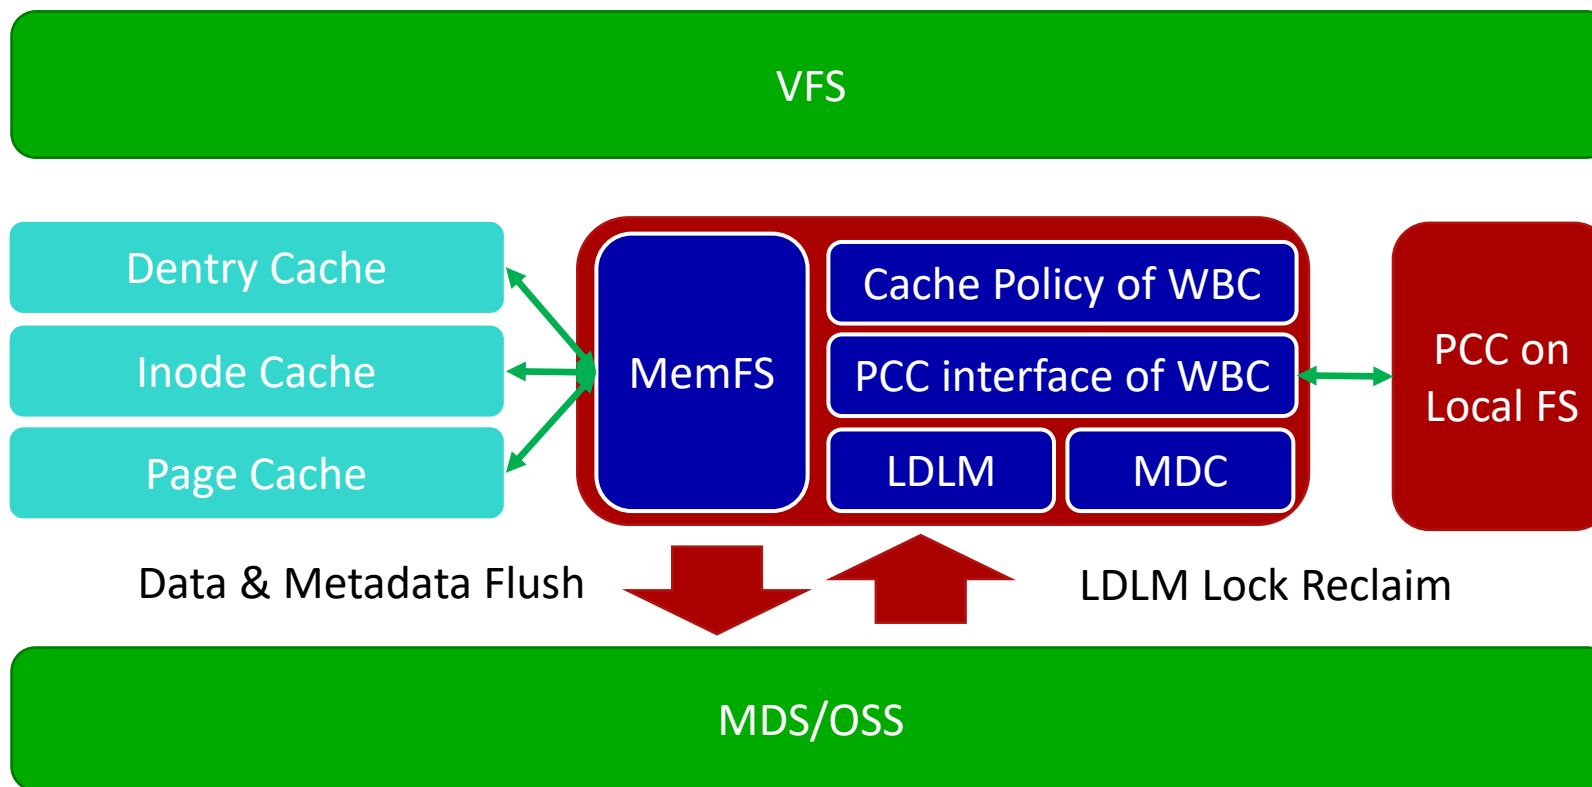 VFS
Dentry Cache
Inode Cache
Page Cache
MemFS
Cache Policy of WBC
PCC interface of WBC
LDLM
MDC
PCC on
Local FS
Data & Metadata Flush
LDLM Lock Reclaim
MDS/OSS